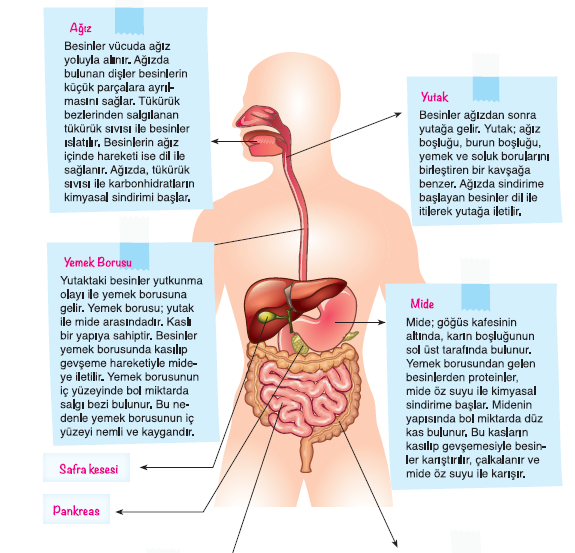 Ağız
Besinler vücuda ağız
yoluyla alınır. Ağızda
bulunan dişler besinlerin
küçük parçalara ayrıl-
masını sağlar. Tükürük
bezlerinden salgılanan
tükürük sıvısı ile besinler
ıslatılır. Besinlerin ağız
içinde hareketi ise dil ile
sağlanır. Ağızda, tükürük
sıvısı ile karbonhidratların
kimyasal sindirimi başlar.
Yutak
Besinler ağızdan sonra
yutağa gelir. Yutak; ağız
boşluğu, burun boşluğu,
yemek ve soluk borularını
birleştiren bir kavşağa
benzer. Ağızda sindirime
başlayan besinler dil ile
itilerek yutağa iletilir.
Yemek Borusu
Yutaktaki besinler yutkunma
olayı ile yemek borusuna
gelir. Yemek borusu; yutak
ile mide arasındadır. Kaslı
bir yapıya sahiptir. Besinler
yemek borusunda kasılıp
gevşeme hareketiyle mide-
ye iletilir. Yemek borusunun
iç yüzeyinde bol miktarda
salgı bezi bulunur. Bu ne-
denle yemek borusunun iç
yüzeyi nemli ve kaygandır.
Mide
Mide; göğüs kafesinin
altında, karın boşluğunun
sol üst tarafında bulunur.
Yemek borusundan gelen
besinlerden proteinler,
mide öz suyu ile kimyasal
sindirime başlar. Midenin
yapısında bol miktarda düz
kas bulunur. Bu kasların
kasılıp gevşemesiyle besin-
ler karıştırılır, çalkalanır ve
mide öz suyu ile karışır.
Safra kesesi
Pankreas